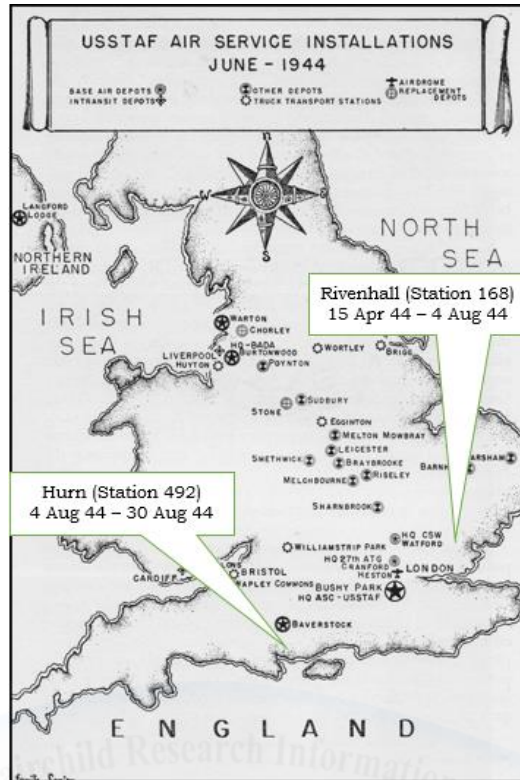 USSTAF AIR SERVICE INSTALLATIONS
JUNE - 1944
BASE AIR DEPOTS
INTRANSIT DEPOTS
OTHER DEPOTS
TRUCK TRANSPORT STATIONS
AIRDROME
REPLACEMENT
DEPOTS
N
W
E
S
LANGFORD
LODGE
NORTHERN
IRELAND
NORTH
SEA
IRISH
SEA
Rivenhall (Station 168)
15 Apr 44 – 4 Aug 44
WARTON
CHORLEY
HQ-BADA
LIVERPOOL
BURTONWOOD
HUYTON
POYNTON
WORTLEY
BRIGG
SUDBURY
STONE
EGGINTON
MELTON MOWBRAY
LEICESTER
SMETHWICK
BRAYBROOKE
RISELEY
MELCHBOURNE
SHARNBROOK
Hurn (Station 492)
4 Aug 44 – 30 Aug 44
HQ CSW
WATFORD
WILLIAMSTRIP PARK
HQ 27th ATG
CRANFORD
HESTON
LONDON
CARDIFF
BRISTOL
BUSHY PARK
HQ ASC-USSTAF
BAVERSTOCK
ENGLAND